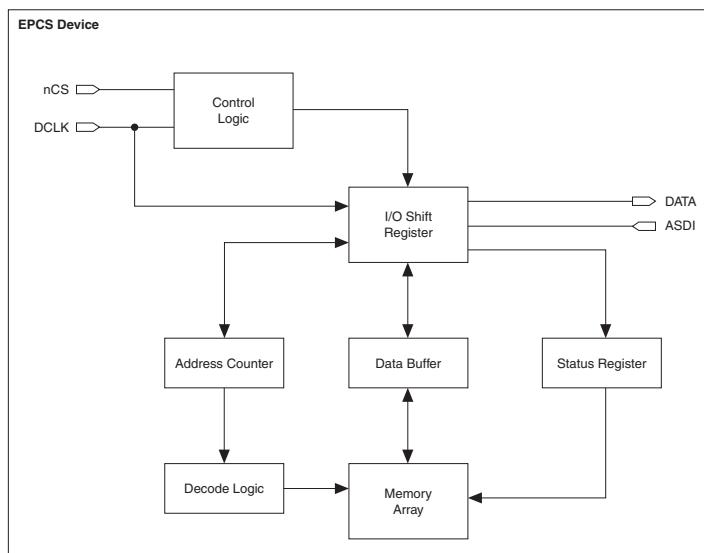 EPCS Device
nCS
Control
Logic
DCLK
DATA
I/O Shift
Register
ASDI
Address Counter
Data Buffer
Status Register
Decode Logic
Memory
Array